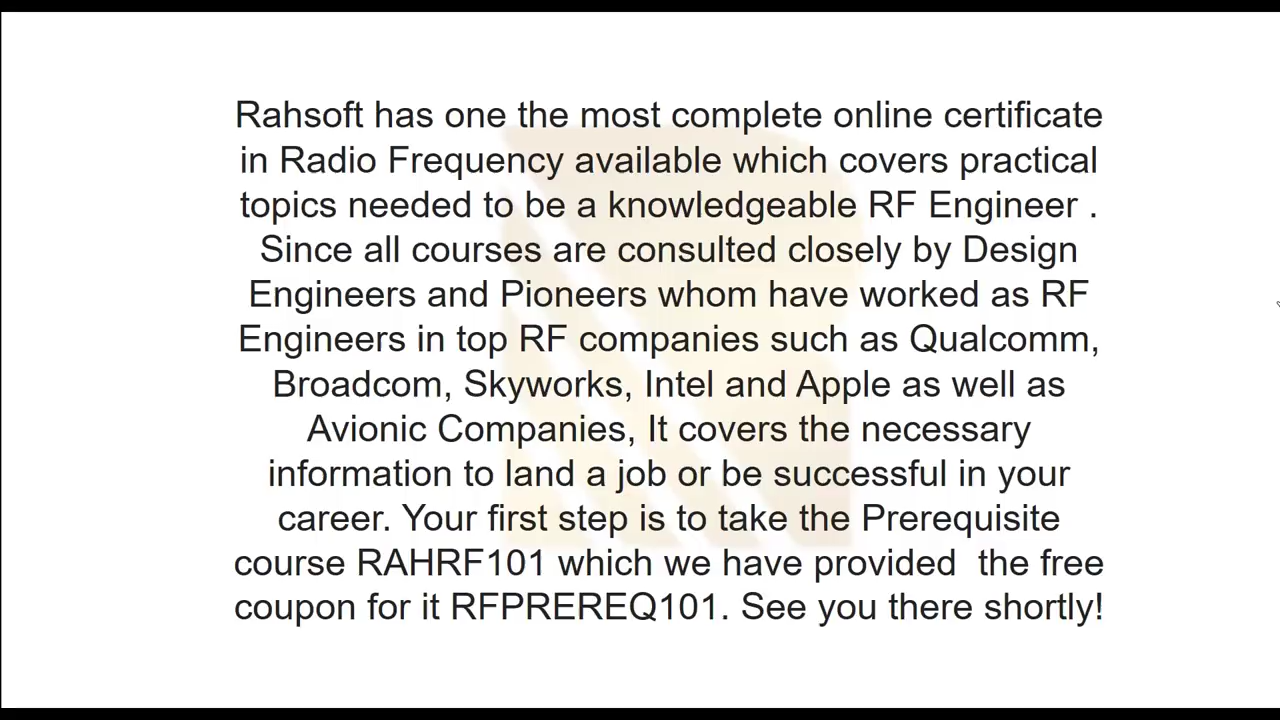 Rahsoft has one the most complete online certificate
in Radio Frequency available which covers practical
topics needed to be a knowledgeable RF Engineer .
Since all courses are consulted closely by Design
Engineers and Pioneers whom have worked as RF
Engineers in top RF companies such as Qualcomm,
Broadcom, Skyworks, Intel and Apple as well as
Avionic Companies, It covers the necessary
information to land a job or be successful in your
career. Your first step is to take the Prerequisite
course RAHRF101 which we have provided  the free
coupon for it RFPREREQ101. See you there shortly!